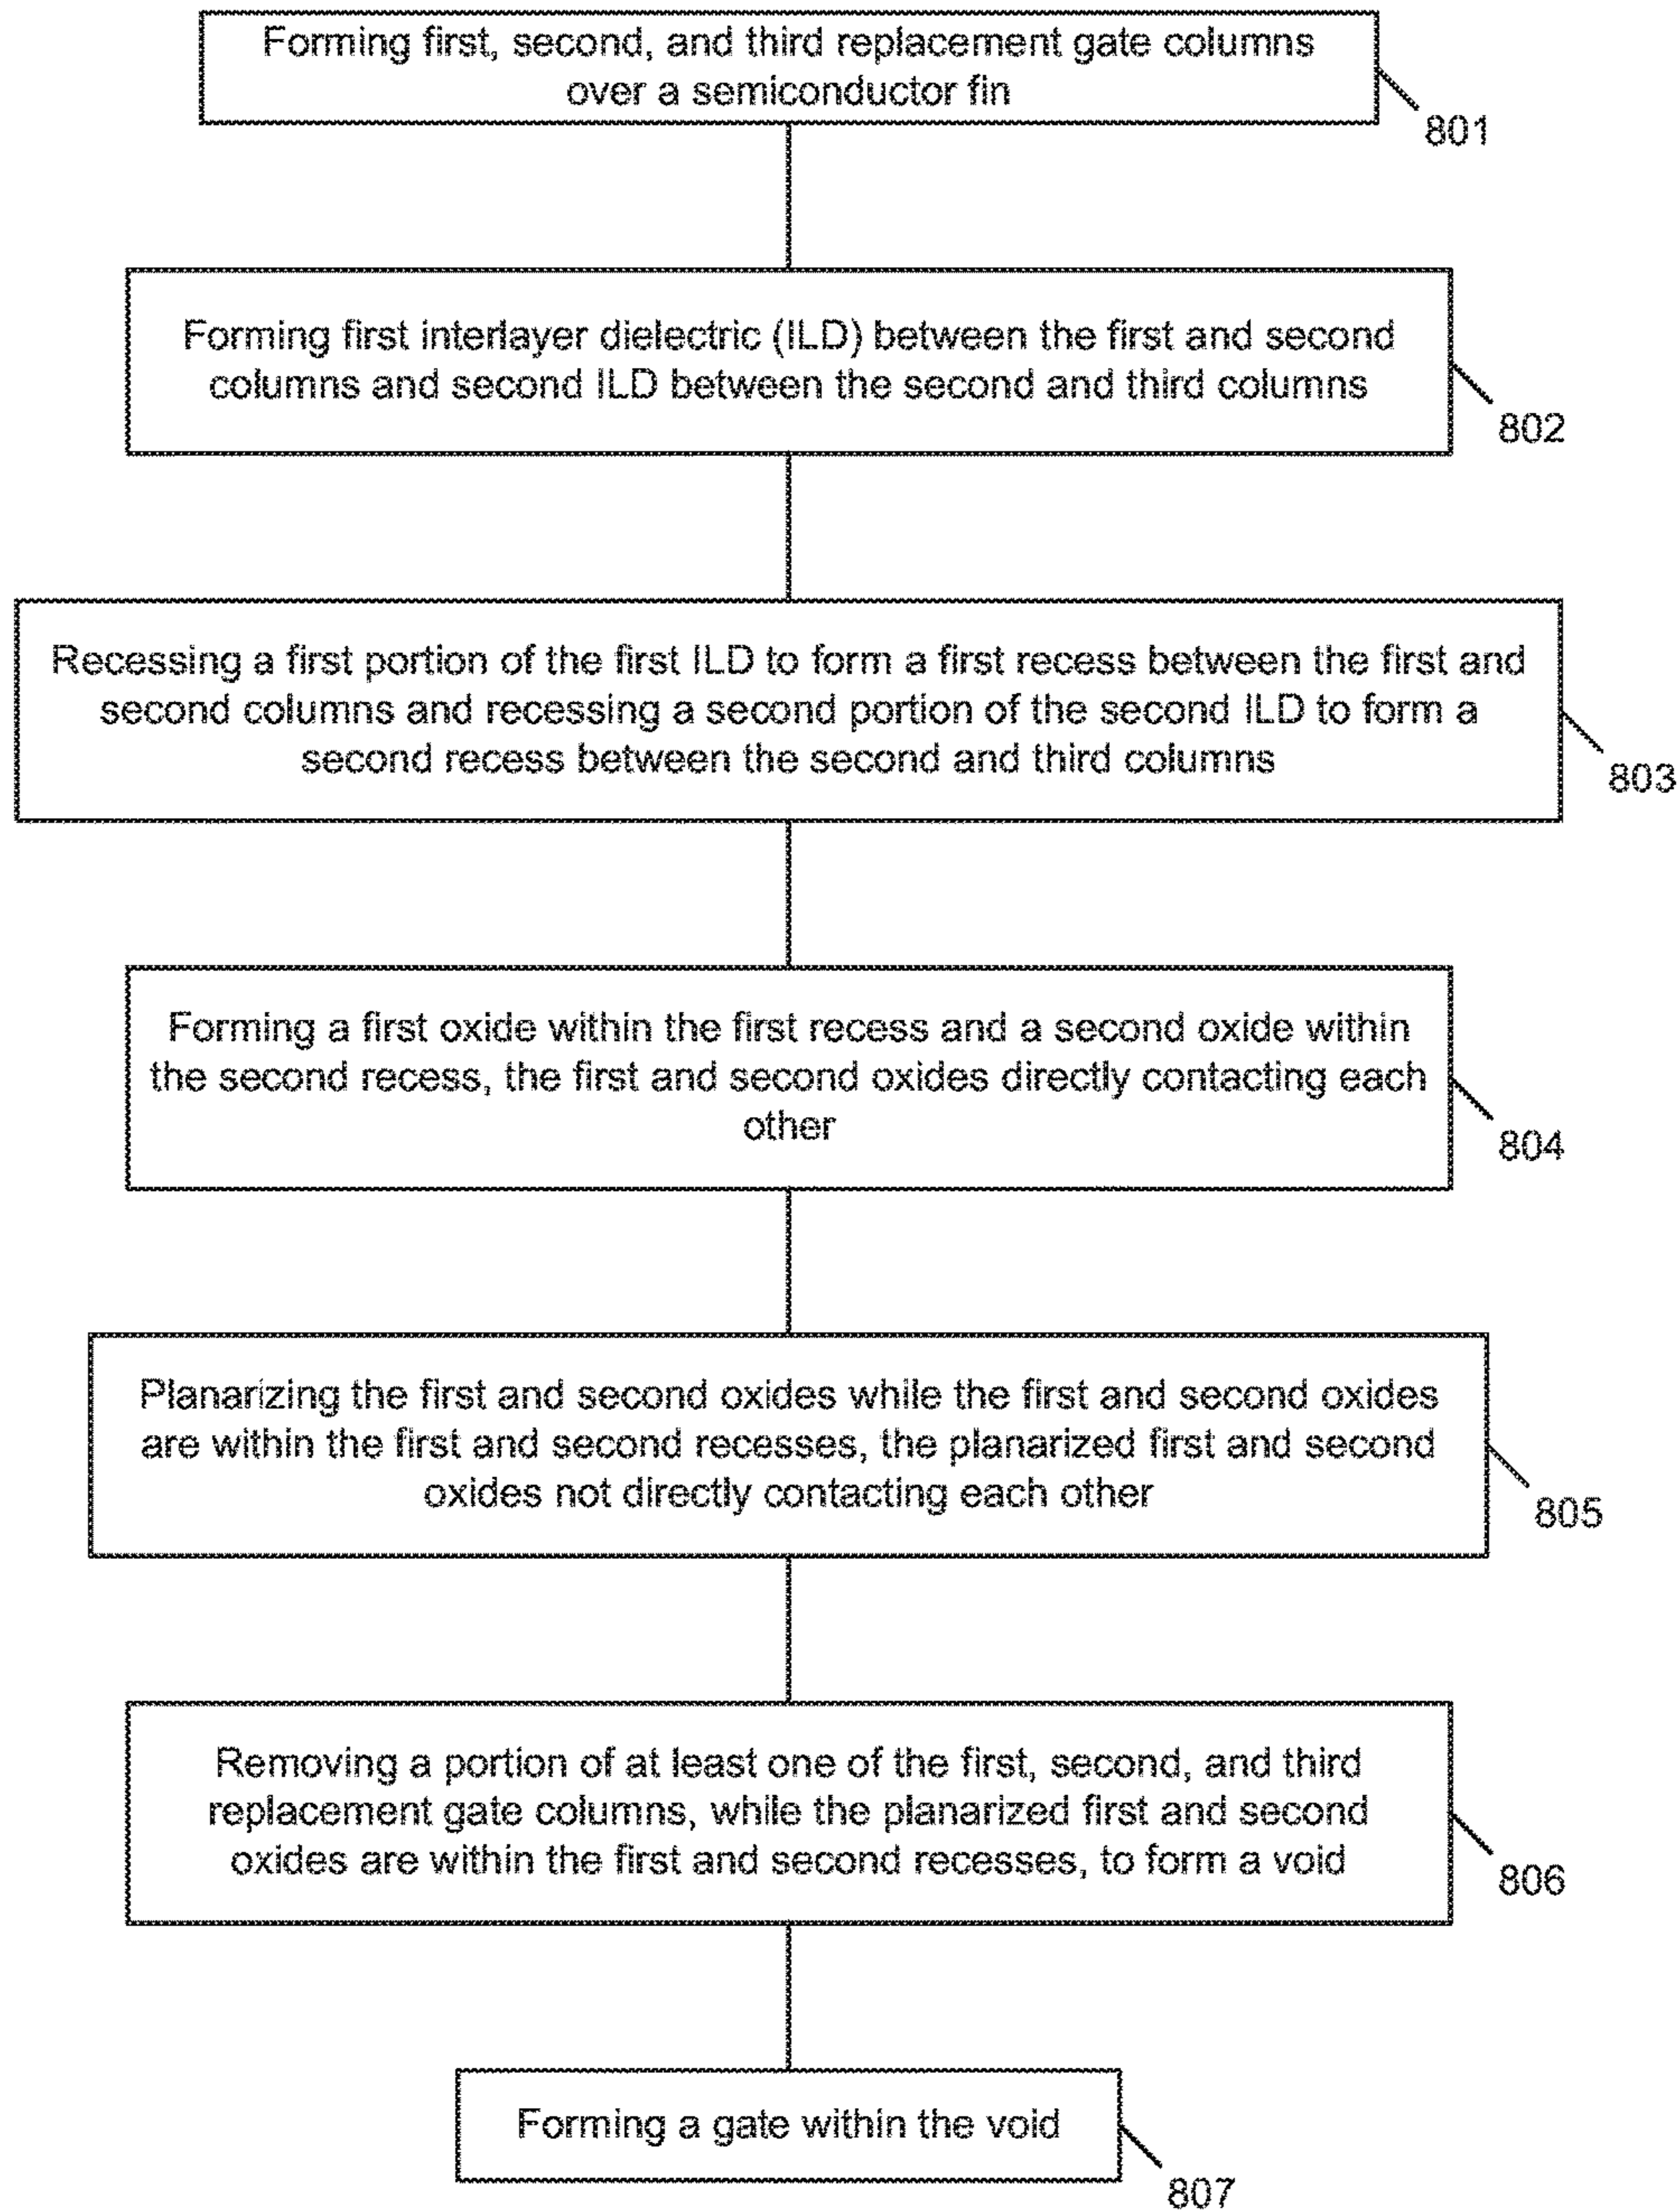 Forming first, second, and third replacement gate columns
over a semiconductor fin
801
Forming first interlayer dielectric (ILD) between the first and second
columns and second ILD between the second and third columns
802
Recessing a first portion of the first ILD to form a first recess between the first and
second columns and recessing a second portion of the second ILD to form a
second recess between the second and third columns
803
Forming a first oxide within the first recess and a second oxide within
the second recess, the first and second oxides directly contacting each
other
804
Planarizing the first and second oxides while the first and second oxides
are within the first and second recesses, the planarized first and second
oxides not directly contacting each other
805
Removing a portion of at least one of the first, second, and third
replacement gate columns, while the planarized first and second
oxides are within the first and second recesses, to form a void
806
Forming a gate within the void
807